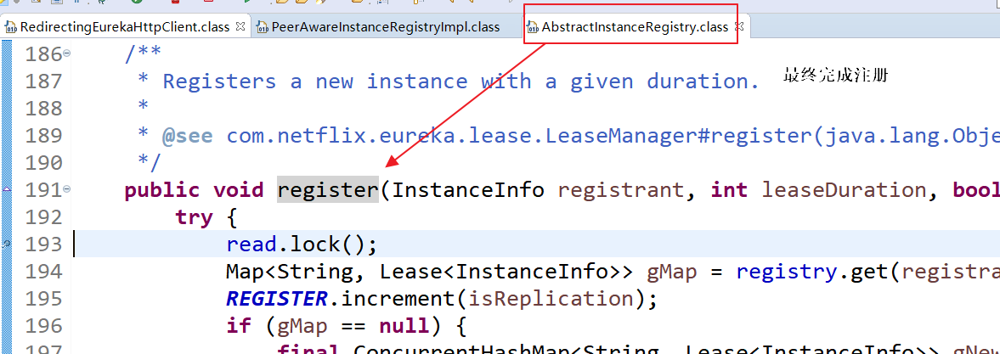 RedirectingEurekaHttpClient.class PeerAwareInstanceRegistryImpl.class AbstractInstanceRegistry.class
186 /**
187 * Registers a new instance with a given duration. 最终完成注册
188 *
189 * @see com.netflix.eureka.lease.LeaseManager#register(java.lang.Obje
190 */
191 public void register(InstanceInfo registrant, int leaseDuration, bool
192 try {
193 read.lock();
194 Map<String, Lease<InstanceInfo>> gMap = registry.get(registra
195 REGISTER.increment(isReplication);
196 if (gMap == null) {
197 final ConcurrentHashMap<String, Lease<InstanceInfo>> gNew